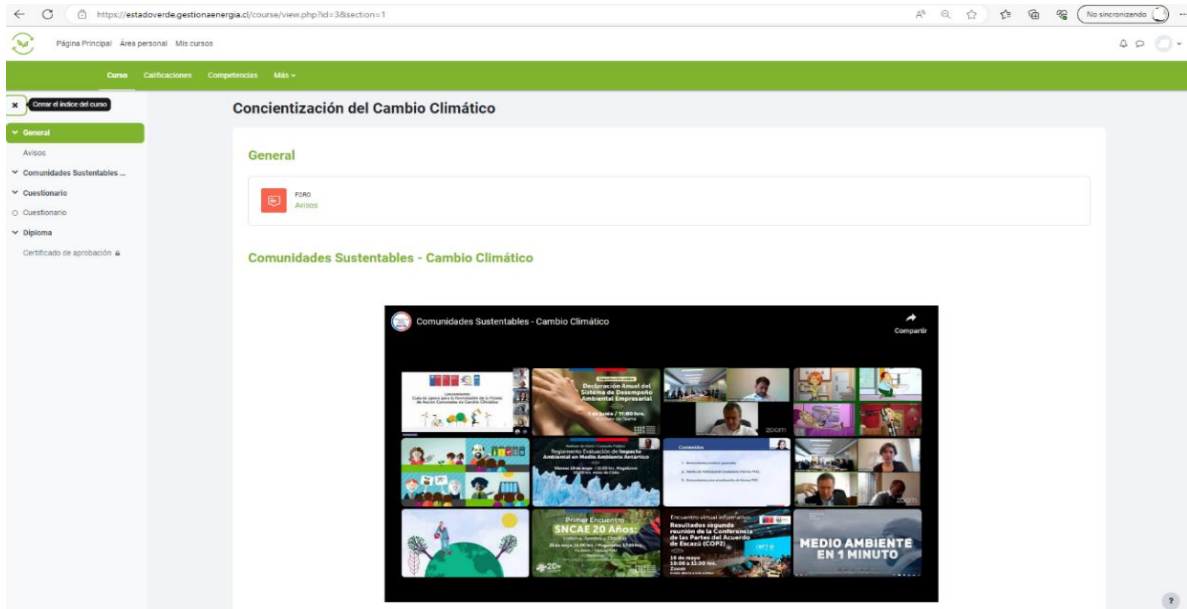 https://estadoverde.gestionaenergia.cl/course/view.php?id=3&section=1
No sincronizando
Página Principal Área personal Mis cursos
Curso Calificaciones Competencias Más
Cerrar el índice del curso
General
Avisos
Comunidades Sustentables ...
Cuestionario
Cuestionario
Diploma
Certificado de aprobación
Concientización del Cambio Climático
General
FORO
Avisos
Comunidades Sustentables - Cambio Climático
Comunidades Sustentables - Cambio Climático
Compartir
Declaración Anual del
Sistema de Desempeño
Ambiental Empresarial
zoom
Reglamento Evaluación de Impacto
Ambiental en Medio Ambiente Antártico
Contenidos
zoom
Primer Encuentro
SNCAE 20 Años:
Encuentro virtual informativo
Resultados segunda
reunión de la Conferencia
de las Partes del Acuerdo
de Escazú (COP2)
16 de mayo
Zoom
MEDIO AMBIENTE
EN 1 MINUTO
?